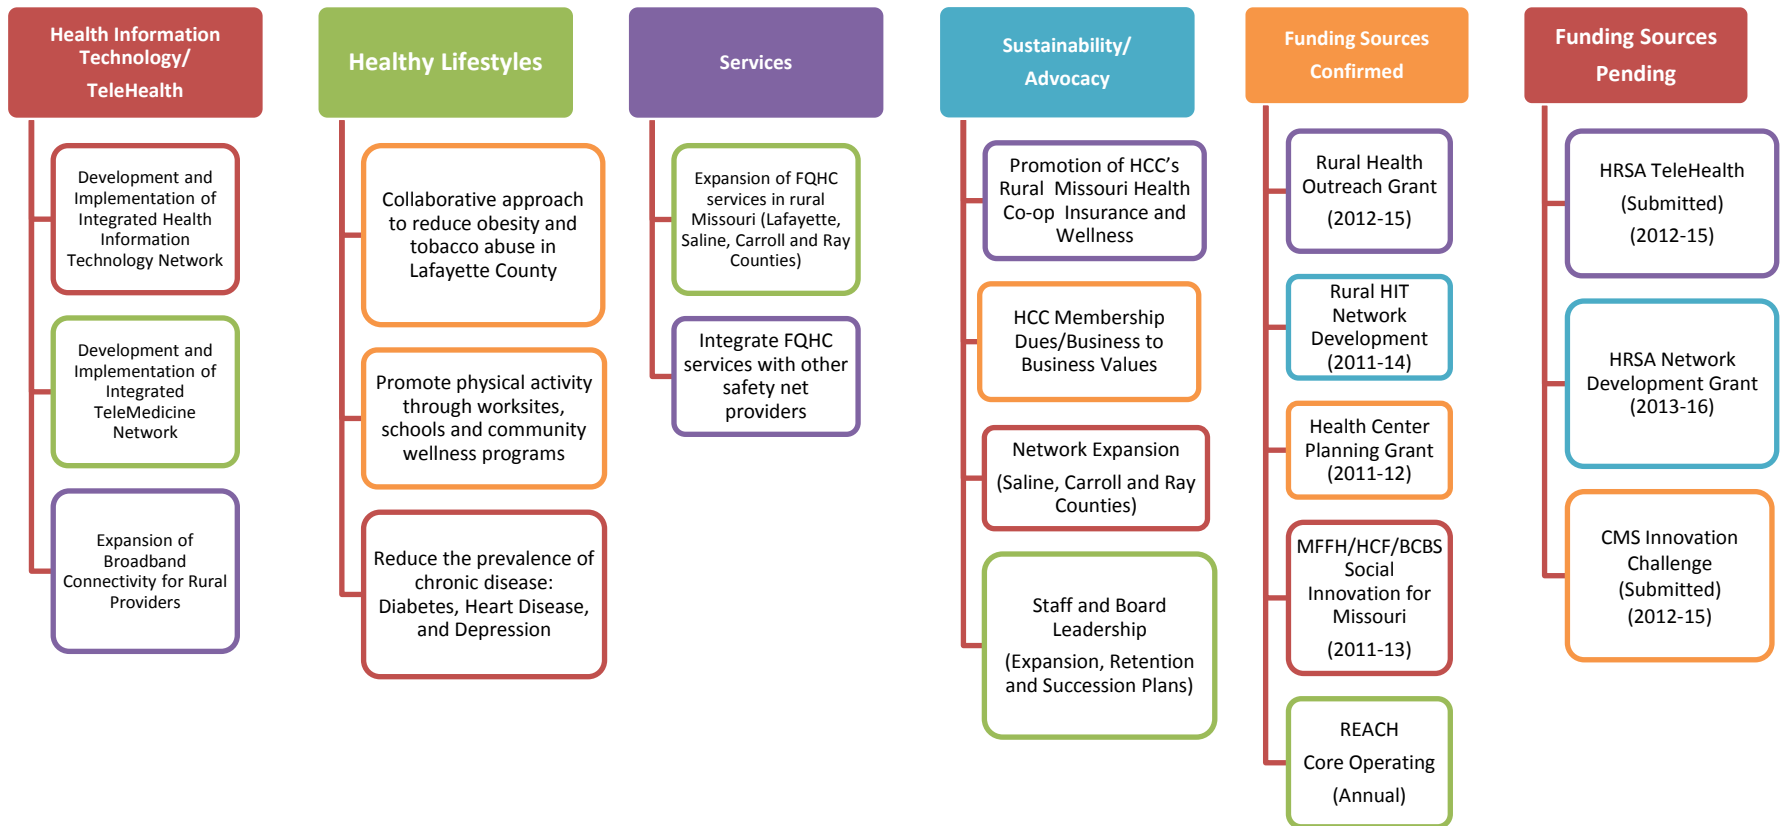 Health Information
Technology/
TeleHealth
Development and
Implementation of
Integrated Health
Information
Technology Network
Development and
Implementation of
Integrated
TeleMedicine
Network
Expansion of
Broadband
Connectivity for Rural
Providers
Healthy Lifestyles
Collaborative approach
to reduce obesity and
tobacco abuse in
Lafayette County
Promote physical activity
through worksites,
schools and community
wellness programs
Reduce the prevalence of
chronic disease:
Diabetes, Heart Disease,
and Depression
Services
Expansion of FQHC
services in rural
Missouri (Lafayette,
Saline, Carroll and Ray
Counties)
Integrate FQHC
services with other
safety net
providers
Sustainability/
Advocacy
Promotion of HCC’s
Rural Missouri Health
Co-op Insurance and
Wellness
HCC Membership
Dues/Business to
Business Values
Network Expansion
(Saline, Carroll and Ray
Counties)
Staff and Board
Leadership
(Expansion, Retention
and Succession Plans)
Funding Sources
Confirmed
Rural Health
Outreach Grant
(2012-15)
Rural HIT
Network
Development
(2011-14)
Health Center
Planning Grant
(2011-12)
MFFH/HCF/BCBS
Social
Innovation for
Missouri
(2011-13)
REACH
Core Operating
(Annual)
Funding Sources
Pending
HRSA TeleHealth
(Submitted)
(2012-15)
HRSA Network
Development Grant
(2013-16)
CMS Innovation
Challenge
(Submitted)
(2012-15)